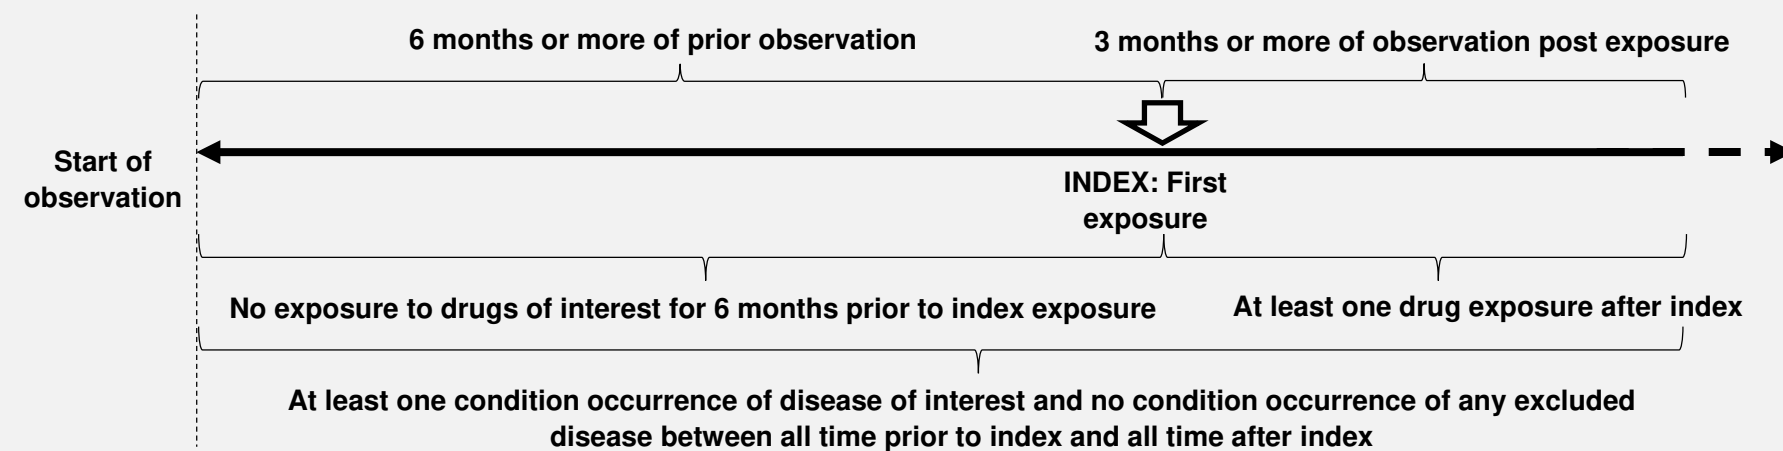 6 months or more of prior observation
3 months or more of observation post exposure
Start of
observation
INDEX: First
exposure
No exposure to drugs of interest for 6 months prior to index exposure
At least one drug exposure after index
At least one condition occurrence of disease of interest and no condition occurrence of any excluded
disease between all time prior to index and all time after index